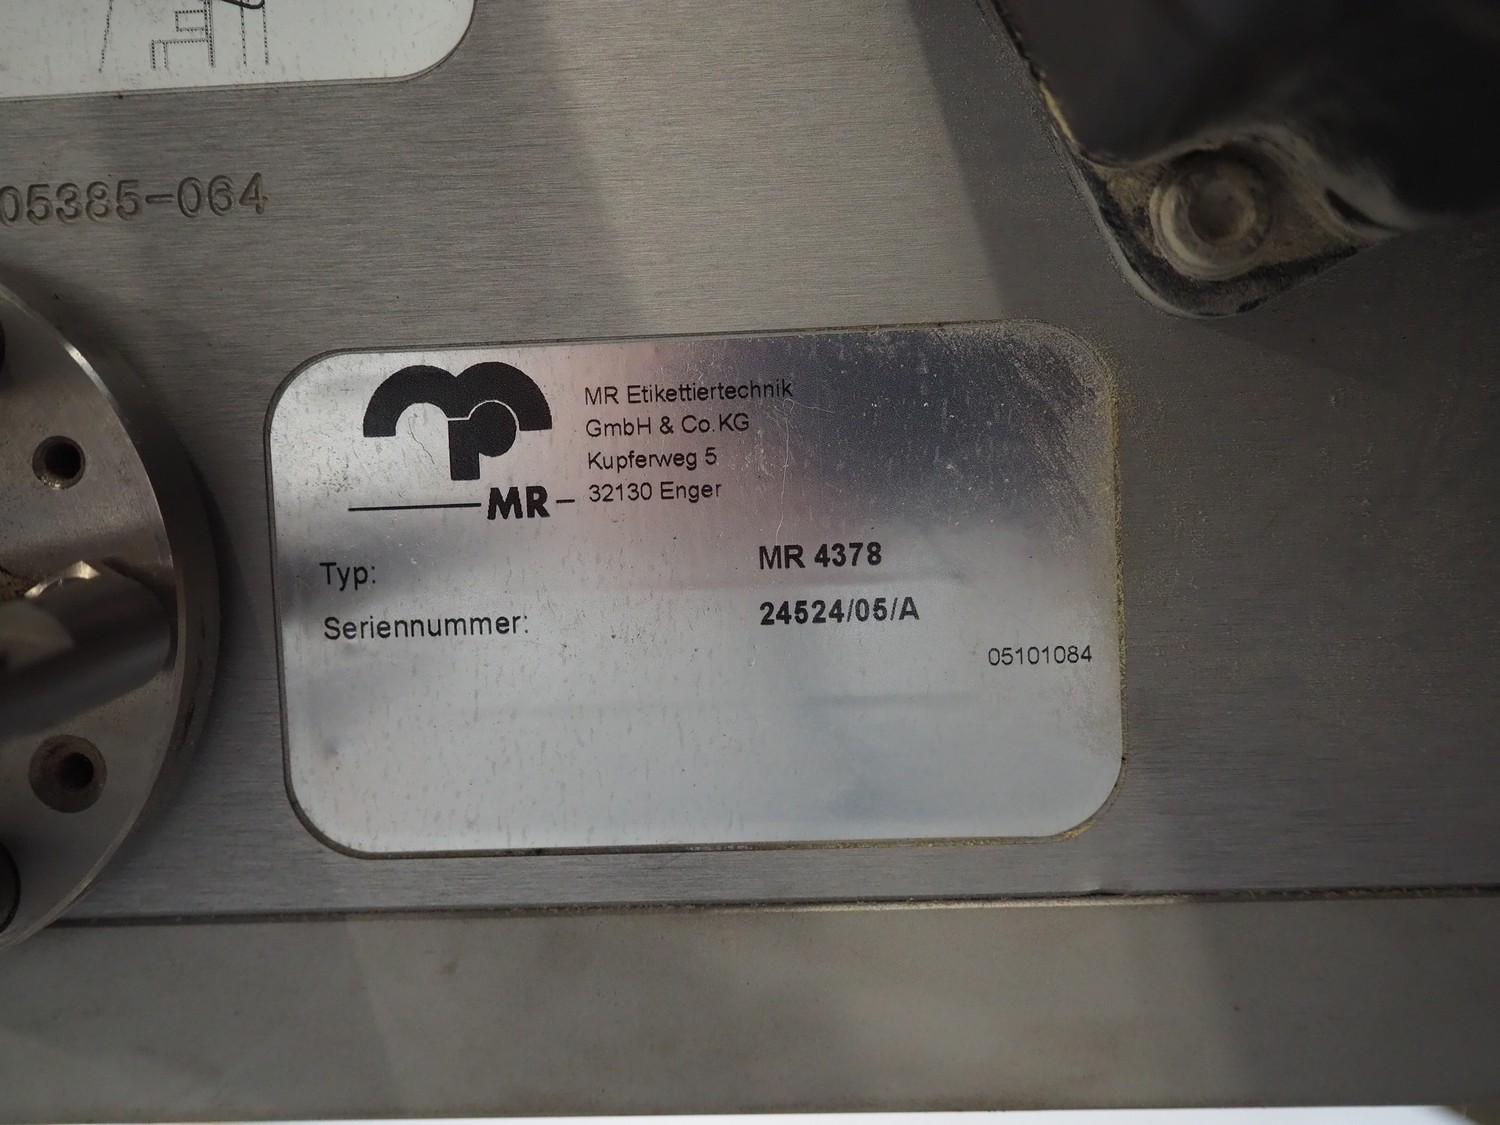 05385-064
MR Etikettiertechnik
GmbH & Co.KG
Kupferweg 5
32130 Enger
MR
Typ: MR 4378
Seriennummer: 24524/05/A
05101084